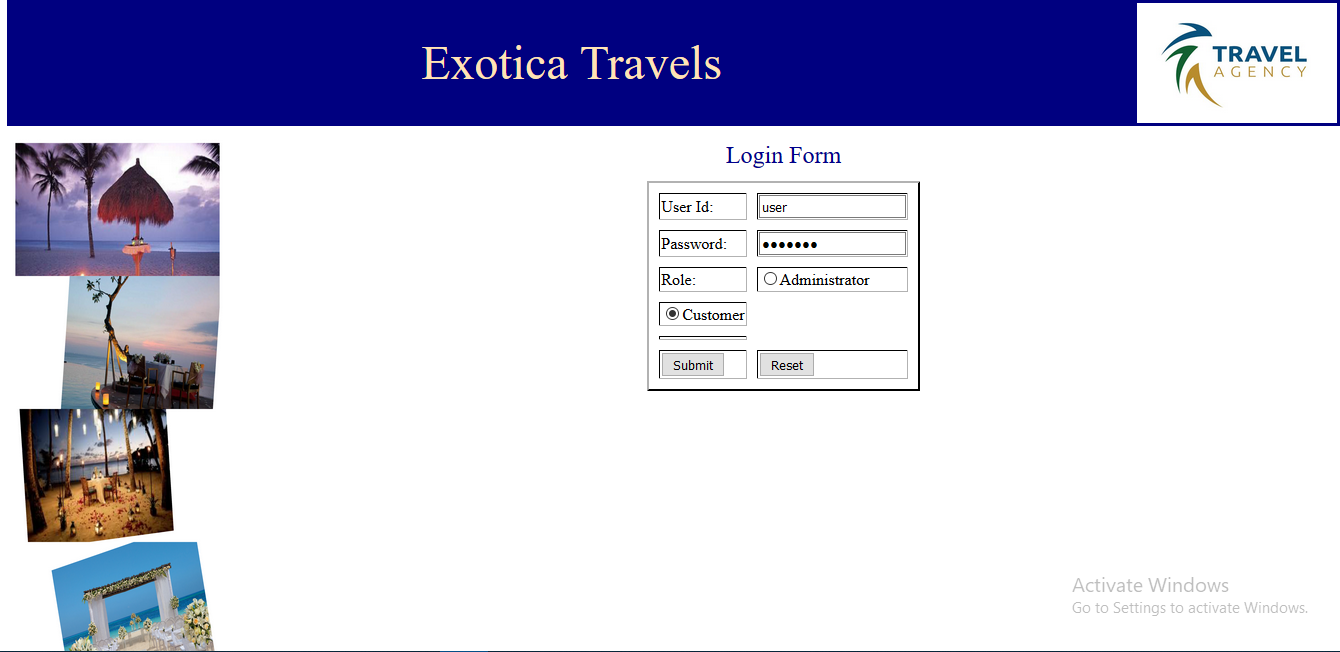 Exotica Travels
TRAVEL
AGENCY
Login Form
User Id: user
Password: •••••••
Role: Administrator
Customer
Submit Reset
Activate Windows
Go to Settings to activate Windows.